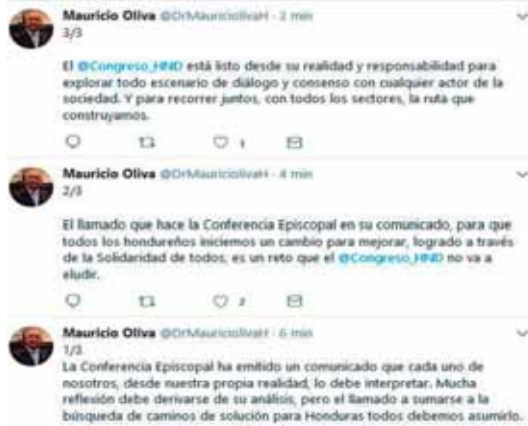 Mauricio Oliva @DrMauriciolivaH · 2 min
3/3
El @Congreso_HND está listo desde su realidad y responsabilidad para
explorar todo escenario de diálogo y consenso con cualquier actor de la
sociedad. Y para recorrer juntos, con todos los sectores, la ruta que
construyamos.
1
Mauricio Oliva @DrMauricioolivaH · 4 min
2/3
El llamado que hace la Conferencia Episcopal en su comunicado, para que
todos los hondureños iniciemos un cambio para mejorar, logrado a través
de la Solidaridad de todos, es un reto que el @Congreso_HND no va a
eludir.
2
Mauricio Oliva @DrMauricioolivaH · 6 min
1/3
La Conferencia Episcopal ha emitido un comunicado que cada uno de
nosotros, desde nuestra propia realidad, lo debe interpretar. Mucha
reflexión debe derivarse de su análisis, pero el llamado a sumarse a la
búsqueda de caminos de solución para Honduras todos debemos asumirlo.